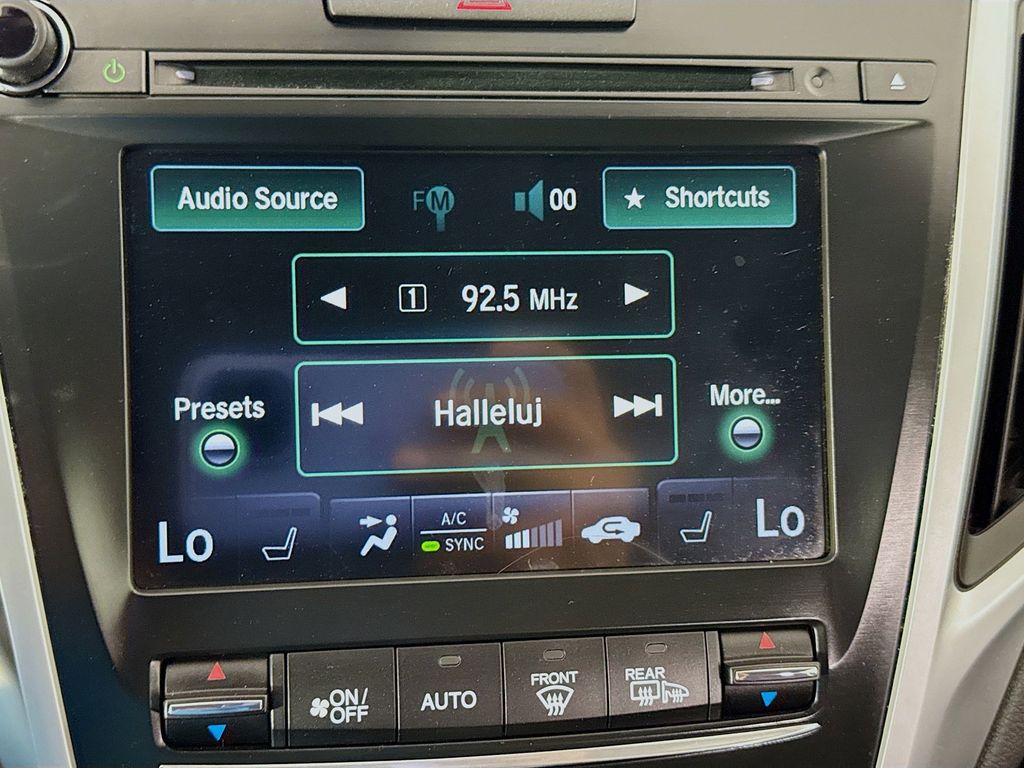 Audio Source
FM
00
★ Shortcuts
1 92.5 MHz
Presets
Halleluj
More...
Lo
A/C
SYNC
Lo
ON/
OFF
AUTO
FRONT
REAR